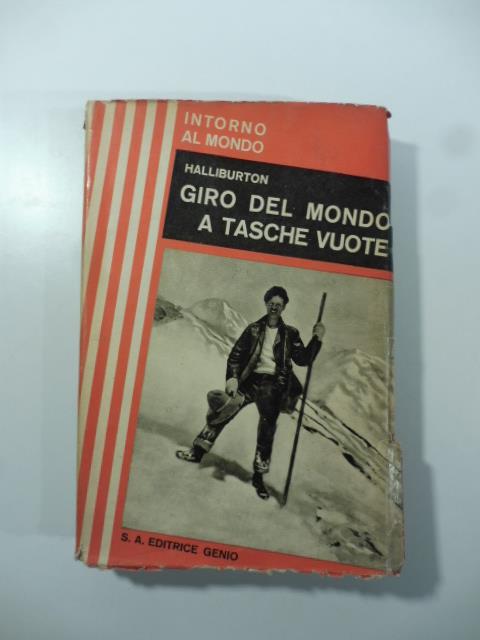 INTORNO
AL MONDO
HALLIBURTON
GIRO DEL MONDO
A TASCHE VUOTE
S. A. EDITRICE GENIO